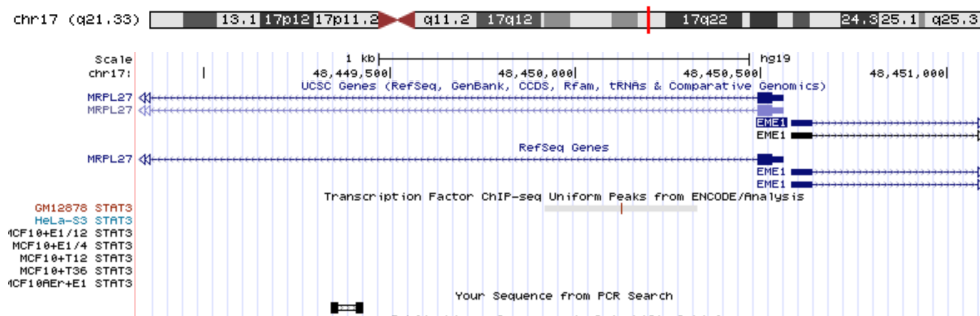 chr17 (q21.33) 13.1 17p12 17p11.2 q11.2 17q12 17q22 24.3 25.1 q25.3
Scale 1 kb hg19
chr17: 48,449,500 48,450,000 48,450,500 48,451,000
UCSC Genes (RefSeq, GenBank, CCDS, Rfam, tRNAs & Comparative Genomics)
MRPL27
MRPL27
EME1
EME1
RefSeq Genes
MRPL27
EME1
EME1
Transcription Factor ChIP-seq Uniform Peaks from ENCODE/Analysis
GM12878 STAT3
HeLa-S3 STAT3
MCF10+E1/12 STAT3
MCF10+E1/4 STAT3
MCF10+T12 STAT3
MCF10+T36 STAT3
MCF10AEr+E1 STAT3
Your Sequence from PCR Search